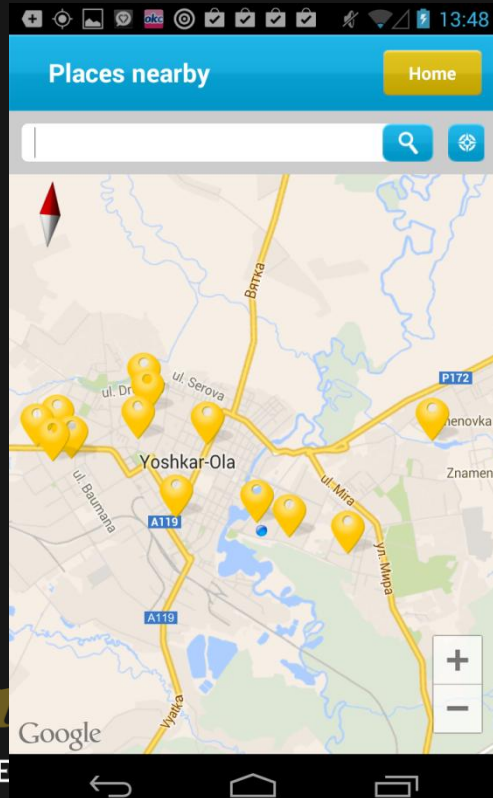 okc
13:48
Places nearby
Home
Вятка
P172
ul. Dr
ul. Serova
menovka
Yoshkar-Ola
ul. Mira
Znamen
ul. Baumana
A119
ул. Мира
A119
Vyatka
Google
E